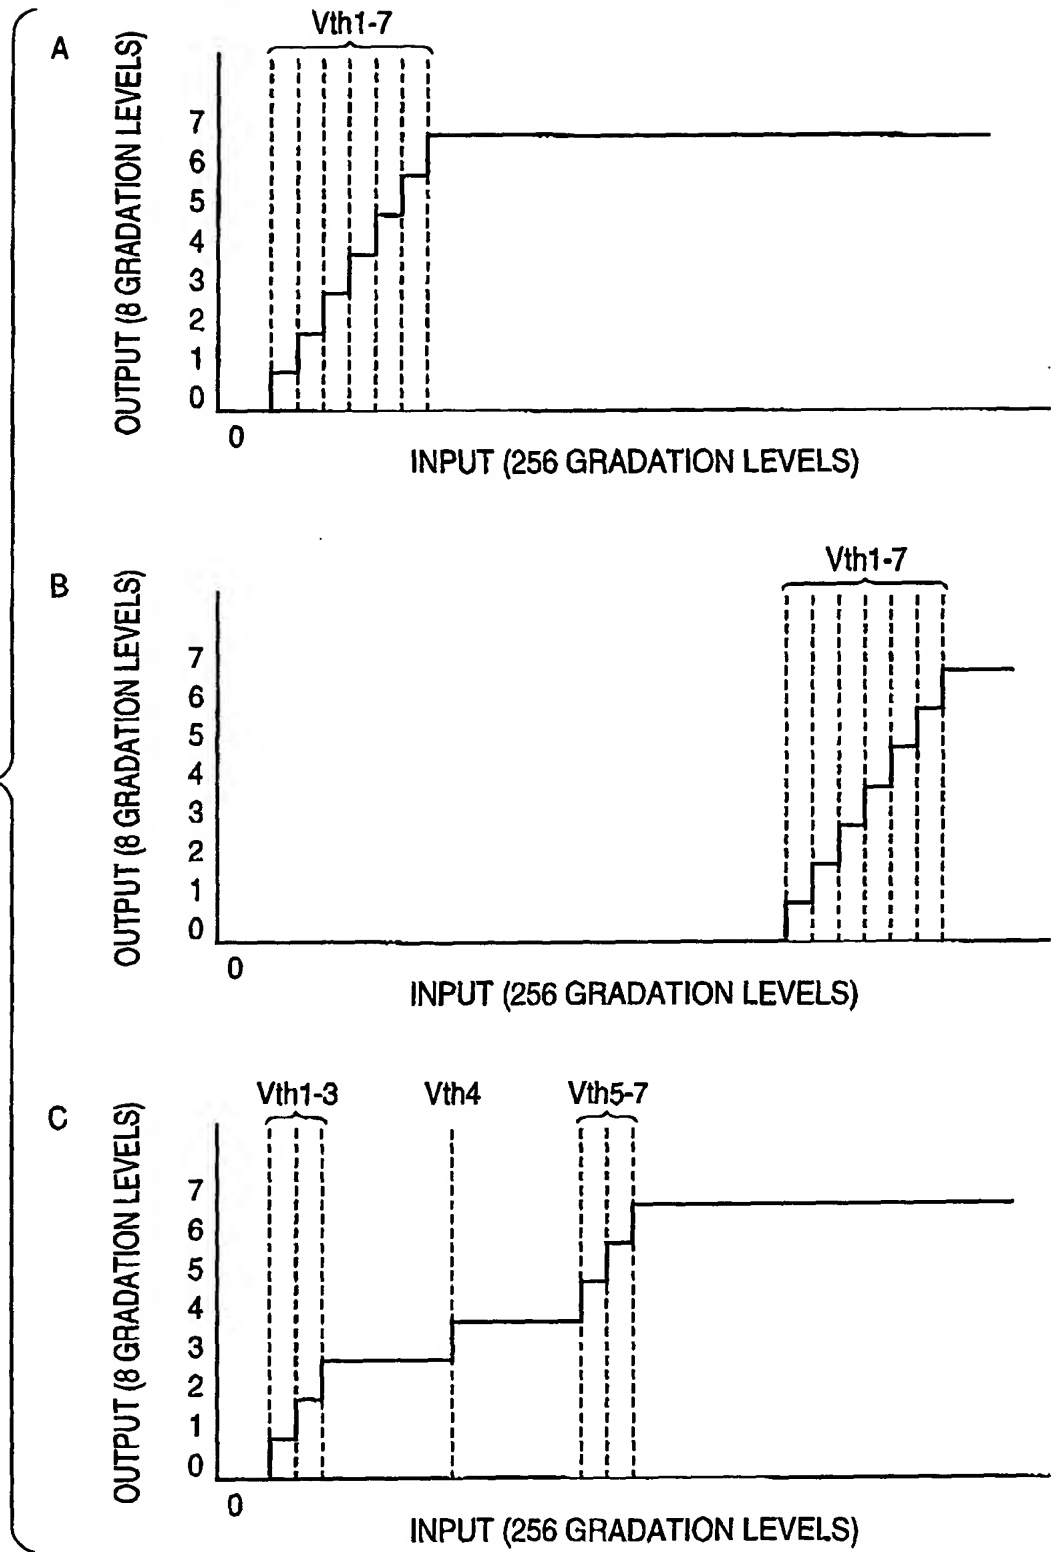 A
Vth1-7
OUTPUT (8 GRADATION LEVELS)
7
6
5
4
3
2
1
0
0
INPUT (256 GRADATION LEVELS)
B
Vth1-7
OUTPUT (8 GRADATION LEVELS)
7
6
5
4
3
2
1
0
0
INPUT (256 GRADATION LEVELS)
C
Vth1-3 Vth4 Vth5-7
OUTPUT (8 GRADATION LEVELS)
7
6
5
4
3
2
1
0
0
INPUT (256 GRADATION LEVELS)